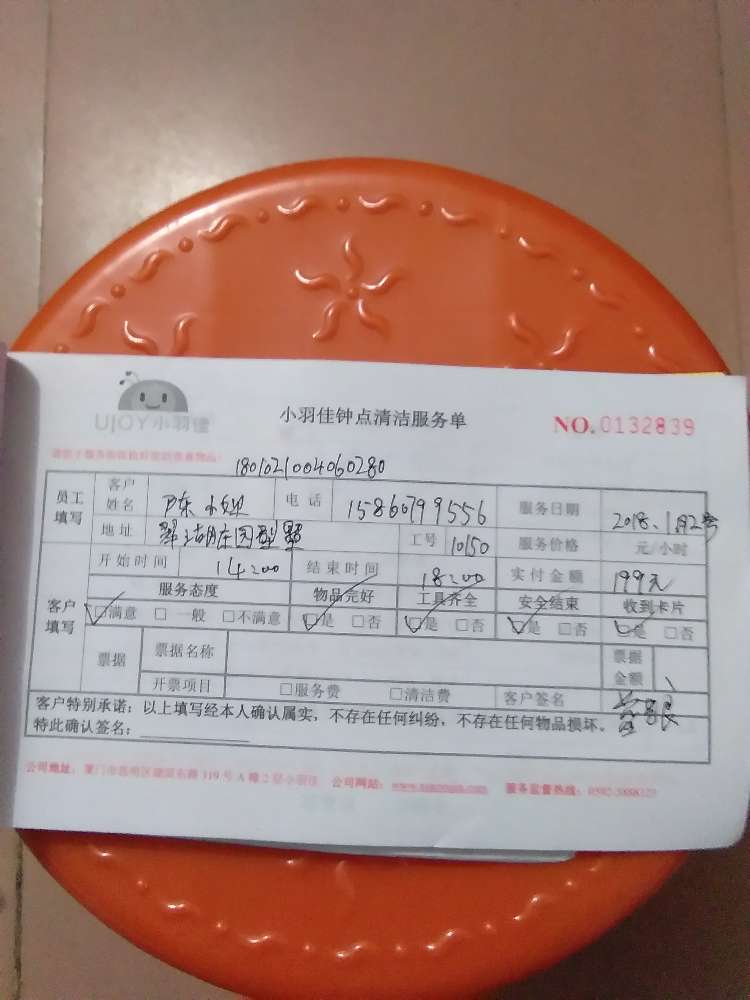 UJOY小羽佳
小羽佳钟点清洁服务单
NO.0132839
1801021004060280
员工填写
客户姓名 陈小姐 电话 15860799556 服务日期 2018.1月2号
地址 工号 10150 服务价格 元/小时
客户填写
开始时间 14:00 结束时间 18:00 实付金额 199元
服务态度 物品完好 工具齐全 安全结束 收到卡片
☑满意 □一般 □不满意 ☑是 □否 ☑是 □否 ☑是 □否 ☑是 □否
票据 票据名称 票据金额
开票项目 □服务费 □清洁费 客户签名
客户特别承诺:以上填写经本人确认属实,不存在任何纠纷,不存在任何物品损坏。
特此确认签名:
公司地址: 公司网站: 服务监督热线: